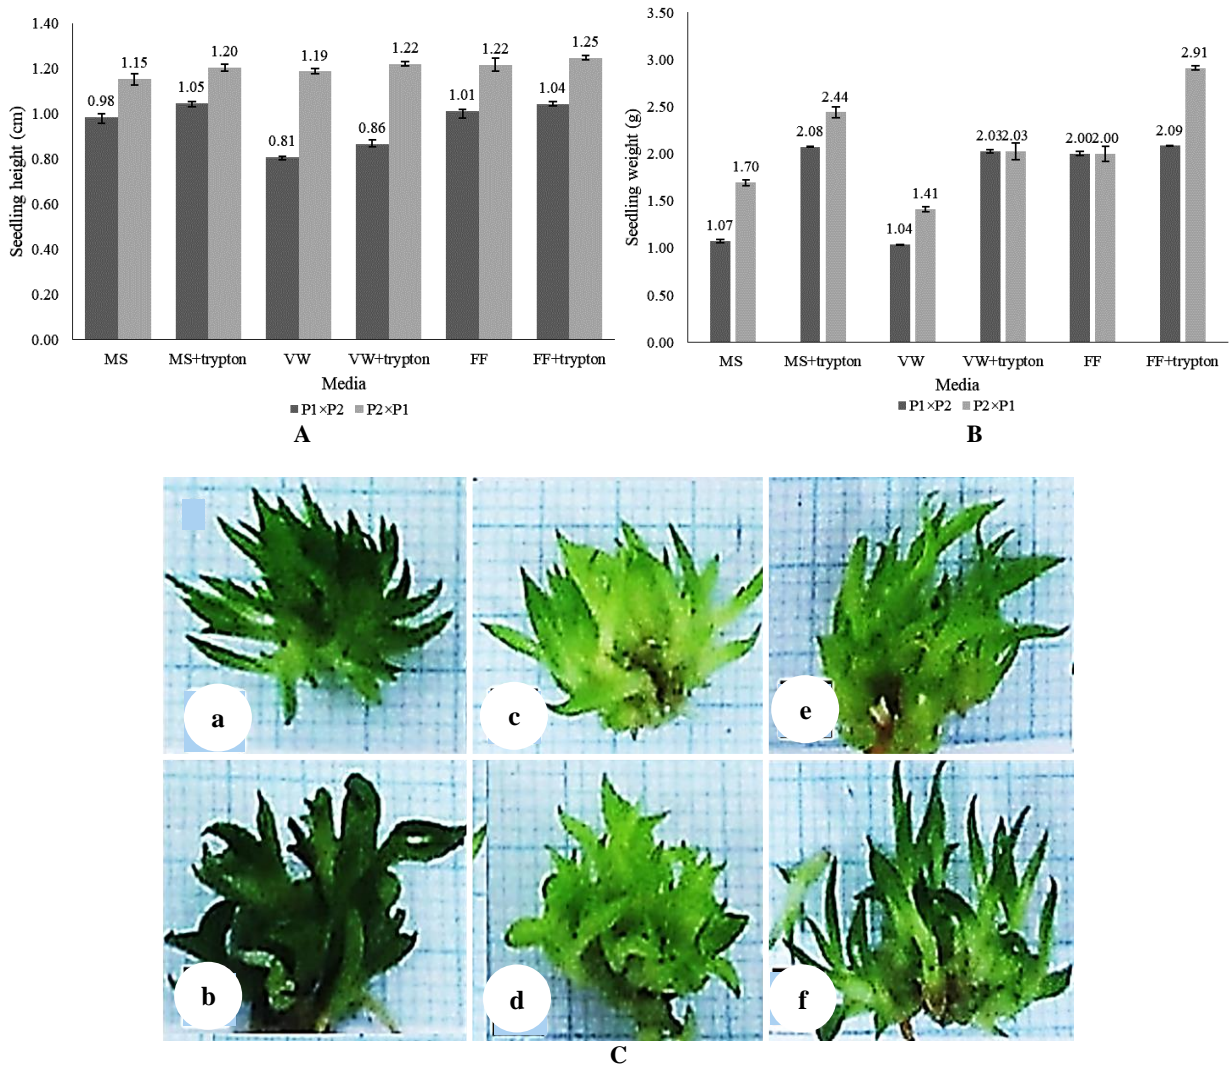 1.40
1.20
1.00
0.80
0.60
0.40
0.20
0.00
Seedling height (cm)
0.98 1.15 1.05 1.20 0.81 1.19 0.86 1.22 1.01 1.22 1.04 1.25
MS MS+trypton VW VW+trypton FF FF+trypton
Media
P1×P2 P2×P1
A
3.50
3.00
2.50
2.00
1.50
1.00
0.50
0.00
Seedling weight (g)
1.07 1.70 2.08 2.44 1.04 1.41 2.03 2.03 2.00 2.00 2.09 2.91
MS MS+trypton VW VW+trypton FF FF+trypton
Media
P1×P2 P2×P1
B
a c e
b d f
C